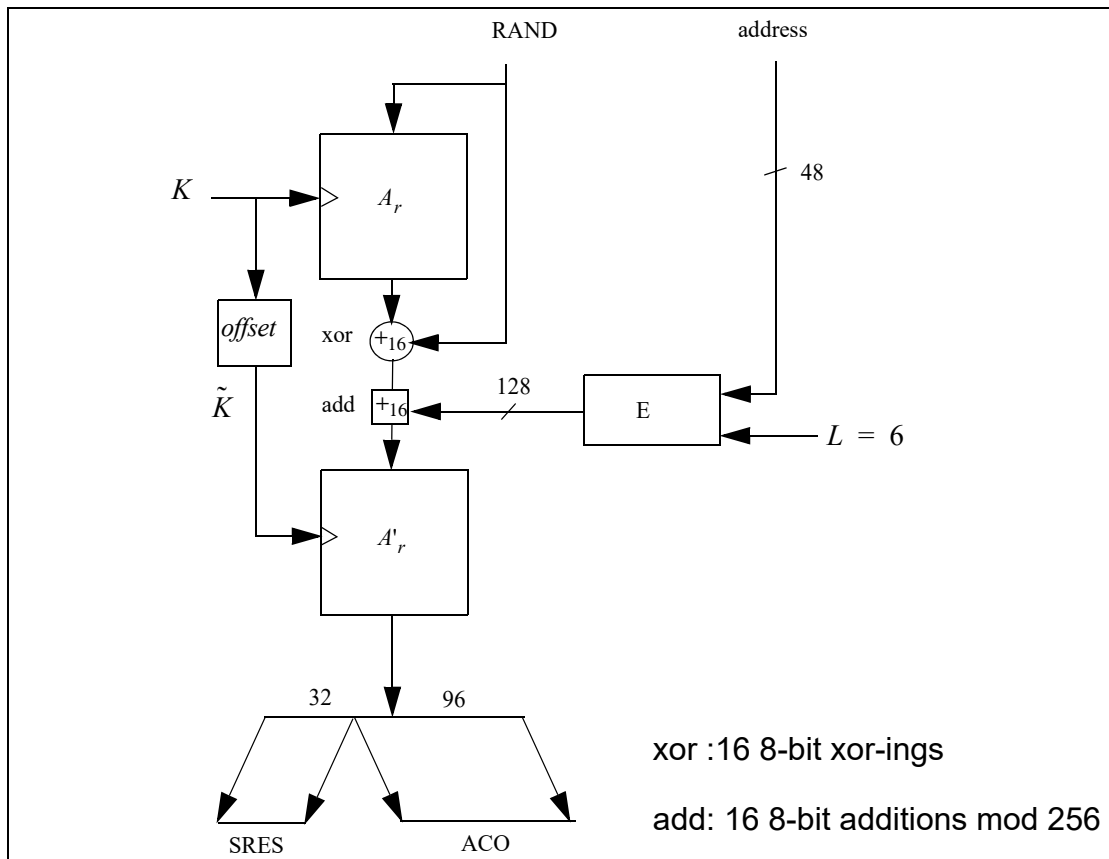 RAND address
48
K
A_r
offset
xor +16
K̃
128
add +16
E
L = 6
A'_r
32 96
xor :16 8-bit xor-ings
add: 16 8-bit additions mod 256
SRES ACO